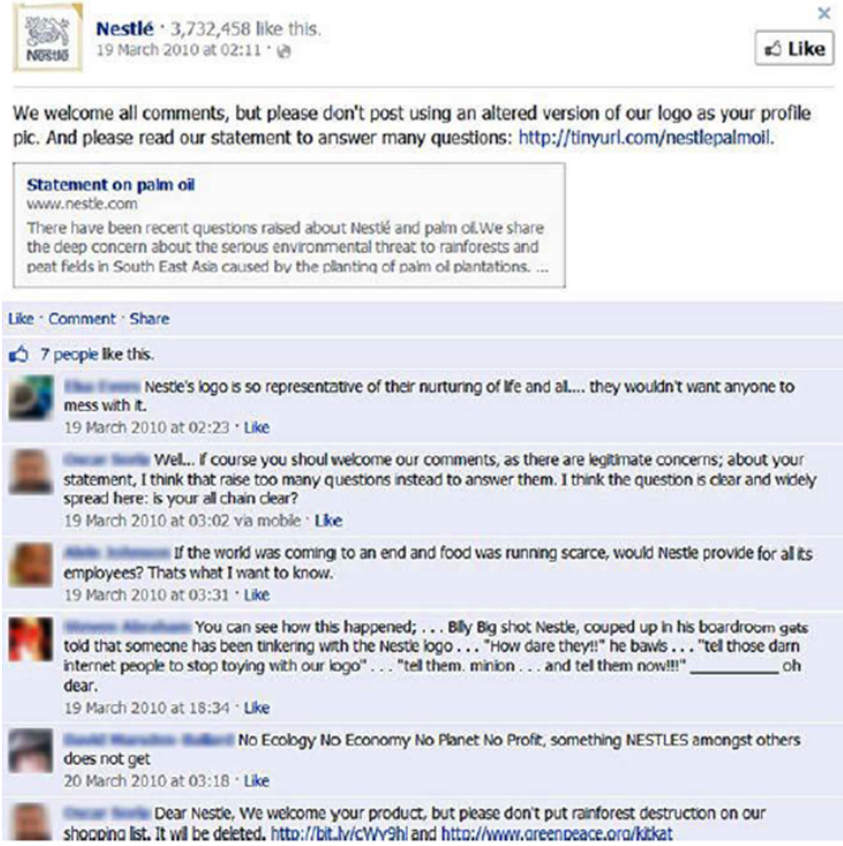 Nestlé
Nestlé · 3,732,458 like this.
19 March 2010 at 02:11 ·
Like
We welcome all comments, but please don't post using an altered version of our logo as your profile
pic. And please read our statement to answer many questions: http://tinyurl.com/nestlepalmoil.
Statement on palm oil
www.nestle.com
There have been recent questions raised about Nestlé and palm oil.We share
the deep concern about the serious environmental threat to rainforests and
peat fields in South East Asia caused by the planting of palm oil plantations. ...
Like · Comment · Share
7 people like this.
Nestle's logo is so representative of their nurturing of life and al.... they wouldn't want anyone to
mess with it.
19 March 2010 at 02:23 · Like
Wel... if course you shoul welcome our comments, as there are legitimate concerns; about your
statement, I think that raise too many questions instead to answer them. I think the question is clear and widely
spread here: is your all chain clear?
19 March 2010 at 03:02 via mobile · Like
If the world was coming to an end and food was running scarce, would Nestle provide for all its
employees? Thats what I want to know.
19 March 2010 at 03:31 · Like
You can see how this happened; . . . Billy Big shot Nestle, couped up in his boardroom gets
told that someone has been tinkering with the Nestle logo . . . "How dare they!!" he bawls . . . "tell those darn
internet people to stop toying with our logo" . . . "tell them. minion . . . and tell them now!!!" __________ oh
dear.
19 March 2010 at 18:34 · Like
No Ecology No Economy No Planet No Profit, something NESTLES amongst others
does not get
20 March 2010 at 03:18 · Like
Dear Nestle, We welcome your product, but please don't put rainforest destruction on our
shopping list. It wil be deleted. http://bit.ly/cWy9hl and http://www.greenpeace.org/kitkat